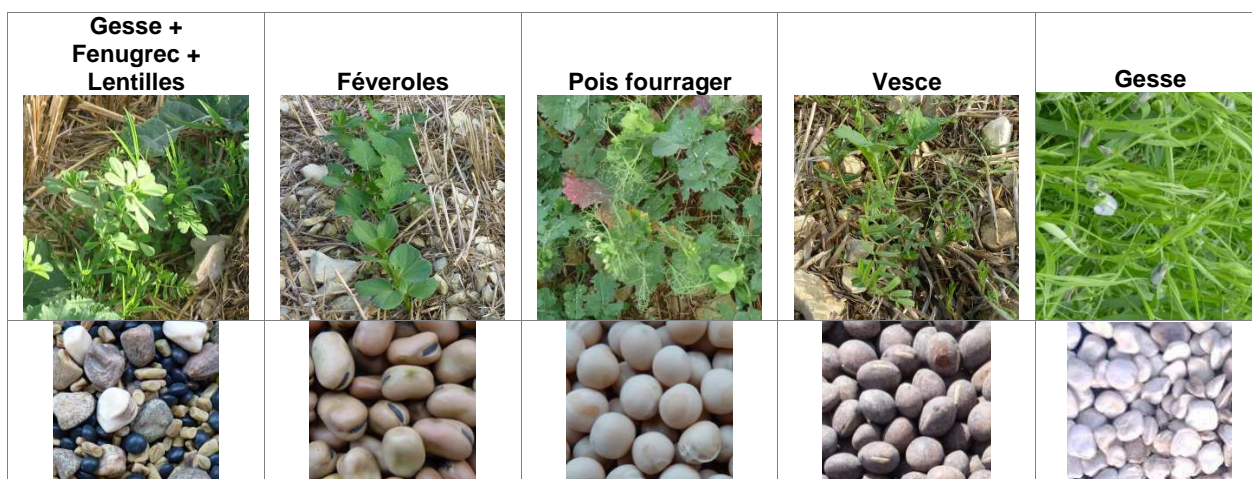 Gesse +
Fenugrec +
Lentilles
Féveroles
Pois fourrager
Vesce
Gesse